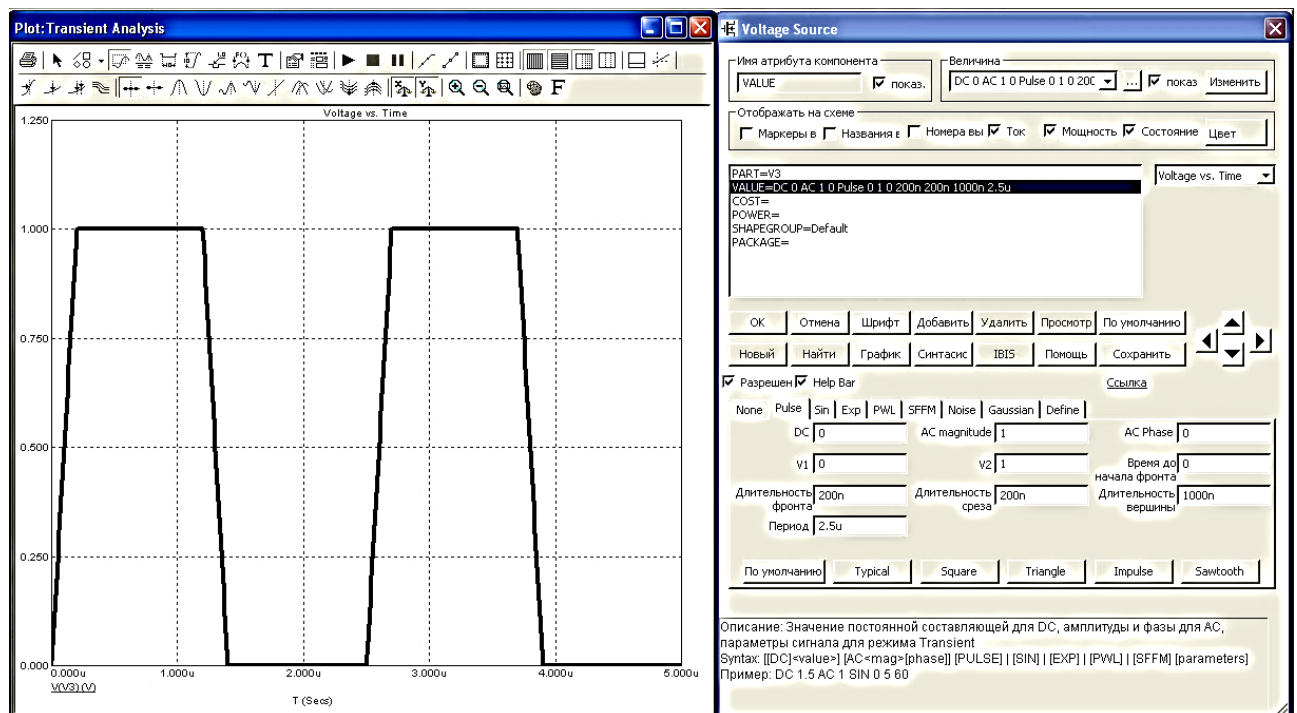 Plot:Transient Analysis
T
F
Voltage vs. Time
1.250
1.000
0.750
0.500
0.250
0.000
0.000u 1.000u 2.000u 3.000u 4.000u 5.000u
V(V3) (V)
T (Secs)
Voltage Source
Имя атрибута компонента
VALUE
показ.
Величина
DC 0 AC 1 0 Pulse 0 1 0 20C
...
показ
Изменить
Отображать на схеме
Маркеры в Названия в Номера вы Ток Мощность Состояние Цвет
PART=V3
VALUE=DC 0 AC 1 0 Pulse 0 1 0 200n 200n 1000n 2.5u
COST=
POWER=
SHAPEGROUP=Default
PACKAGE=
Voltage vs. Time
OK Отмена Шрифт Добавить Удалить Просмотр По умолчанию
Новый Найти График Синтасис IBIS Помощь Сохранить
Разрешен Help Bar Ссылка
None Pulse Sin Exp PWL SFFM Noise Gaussian Define
DC 0 AC magnitude 1 AC Phase 0
V1 0 V2 1 Время до начала фронта 0
Длительность фронта 200n Длительность среза 200n Длительность вершины 1000n
Период 2.5u
По умолчанию Typical Square Triangle Impulse Sawtooth
Описание: Значение постоянной составляющей для DC, амплитуды и фазы для AC,
параметры сигнала для режима Transient
Syntax: [[DC]<value>] [AC<mag>[phase]] [PULSE] | [SIN] | [EXP] | [PWL] | [SFFM] [parameters]
Пример: DC 1.5 AC 1 SIN 0 5 60